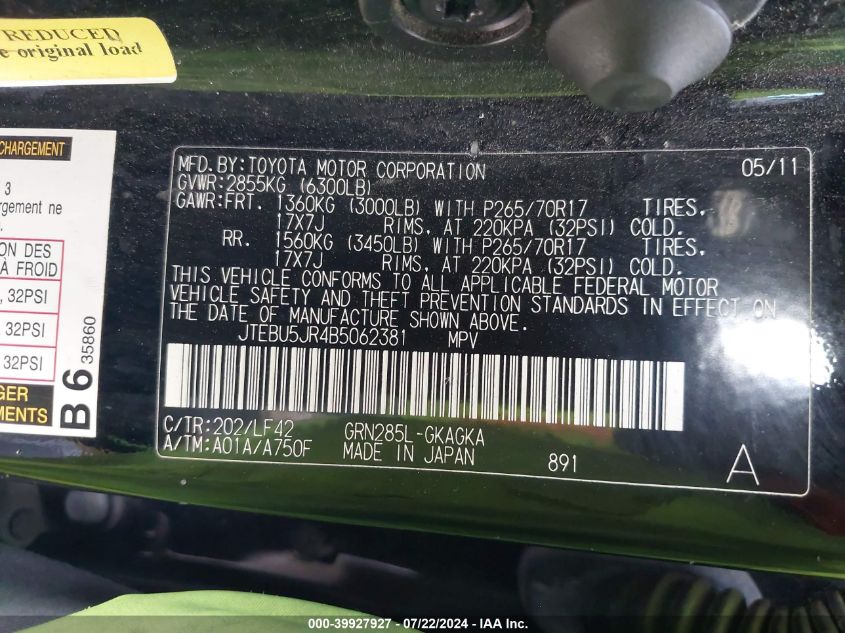 REDUCED
e original load
CHARGEMENT
3
rgement ne
ION DES
À FROID
, 32PSI
, 32PSI
32PSI
GER
MENTS
B 6 35860
MFD. BY: TOYOTA MOTOR CORPORATION 05/11
GVWR: 2855KG (6300LB)
GAWR: FRT. 1360KG (3000LB) WITH P265/70R17 TIRES,
17X7J RIMS, AT 220KPA (32PSI) COLD.
RR. 1560KG (3450LB) WITH P265/70R17 TIRES,
17X7J RIMS, AT 220KPA (32PSI) COLD.
THIS VEHICLE CONFORMS TO ALL APPLICABLE FEDERAL MOTOR
VEHICLE SAFETY AND THEFT PREVENTION STANDARDS IN EFFECT ON
THE DATE OF MANUFACTURE SHOWN ABOVE.
JTEBU5JR4B5062381 MPV
C/TR: 202/LF42 GRN285L-GKAGKA
A/TM: A01A/A750F MADE IN JAPAN 891 A
000-39927927 - 07/22/2024 - IAA Inc.